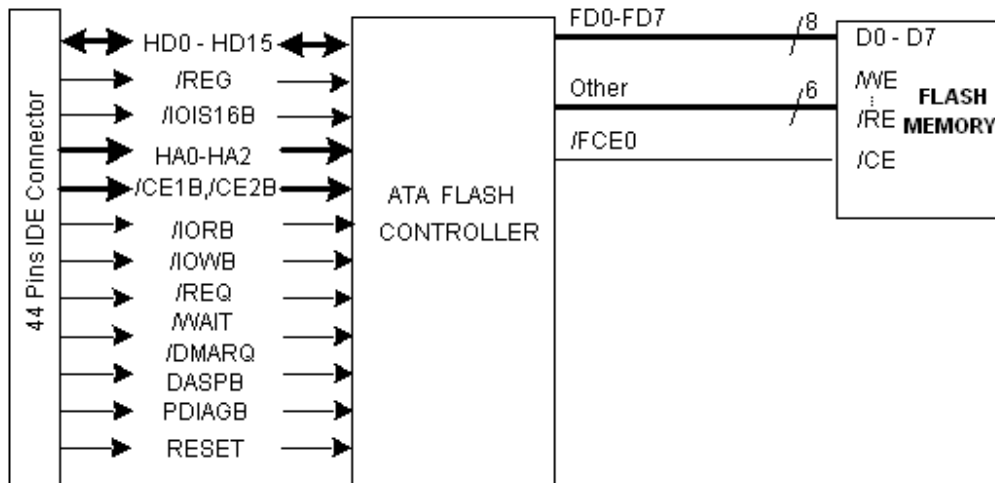 44 Pins IDE Connector
HD0 - HD15
/REG
/IOIS16B
HA0-HA2
/CE1B,/CE2B
/IORB
/IOWB
/REQ
/WAIT
/DMARQ
DASPB
PDIAGB
RESET
ATA FLASH
CONTROLLER
FD0-FD7
/8
Other
/6
/FCE0
D0 - D7
/WE
/RE
/CE
FLASH
MEMORY